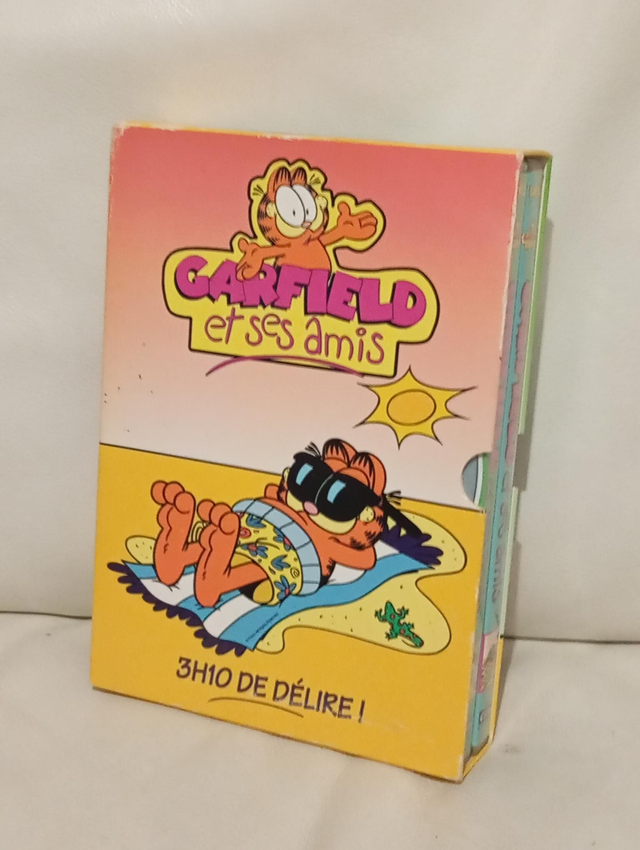 GARFIELD
et ses amis
3H10 DE DÉLIRE !